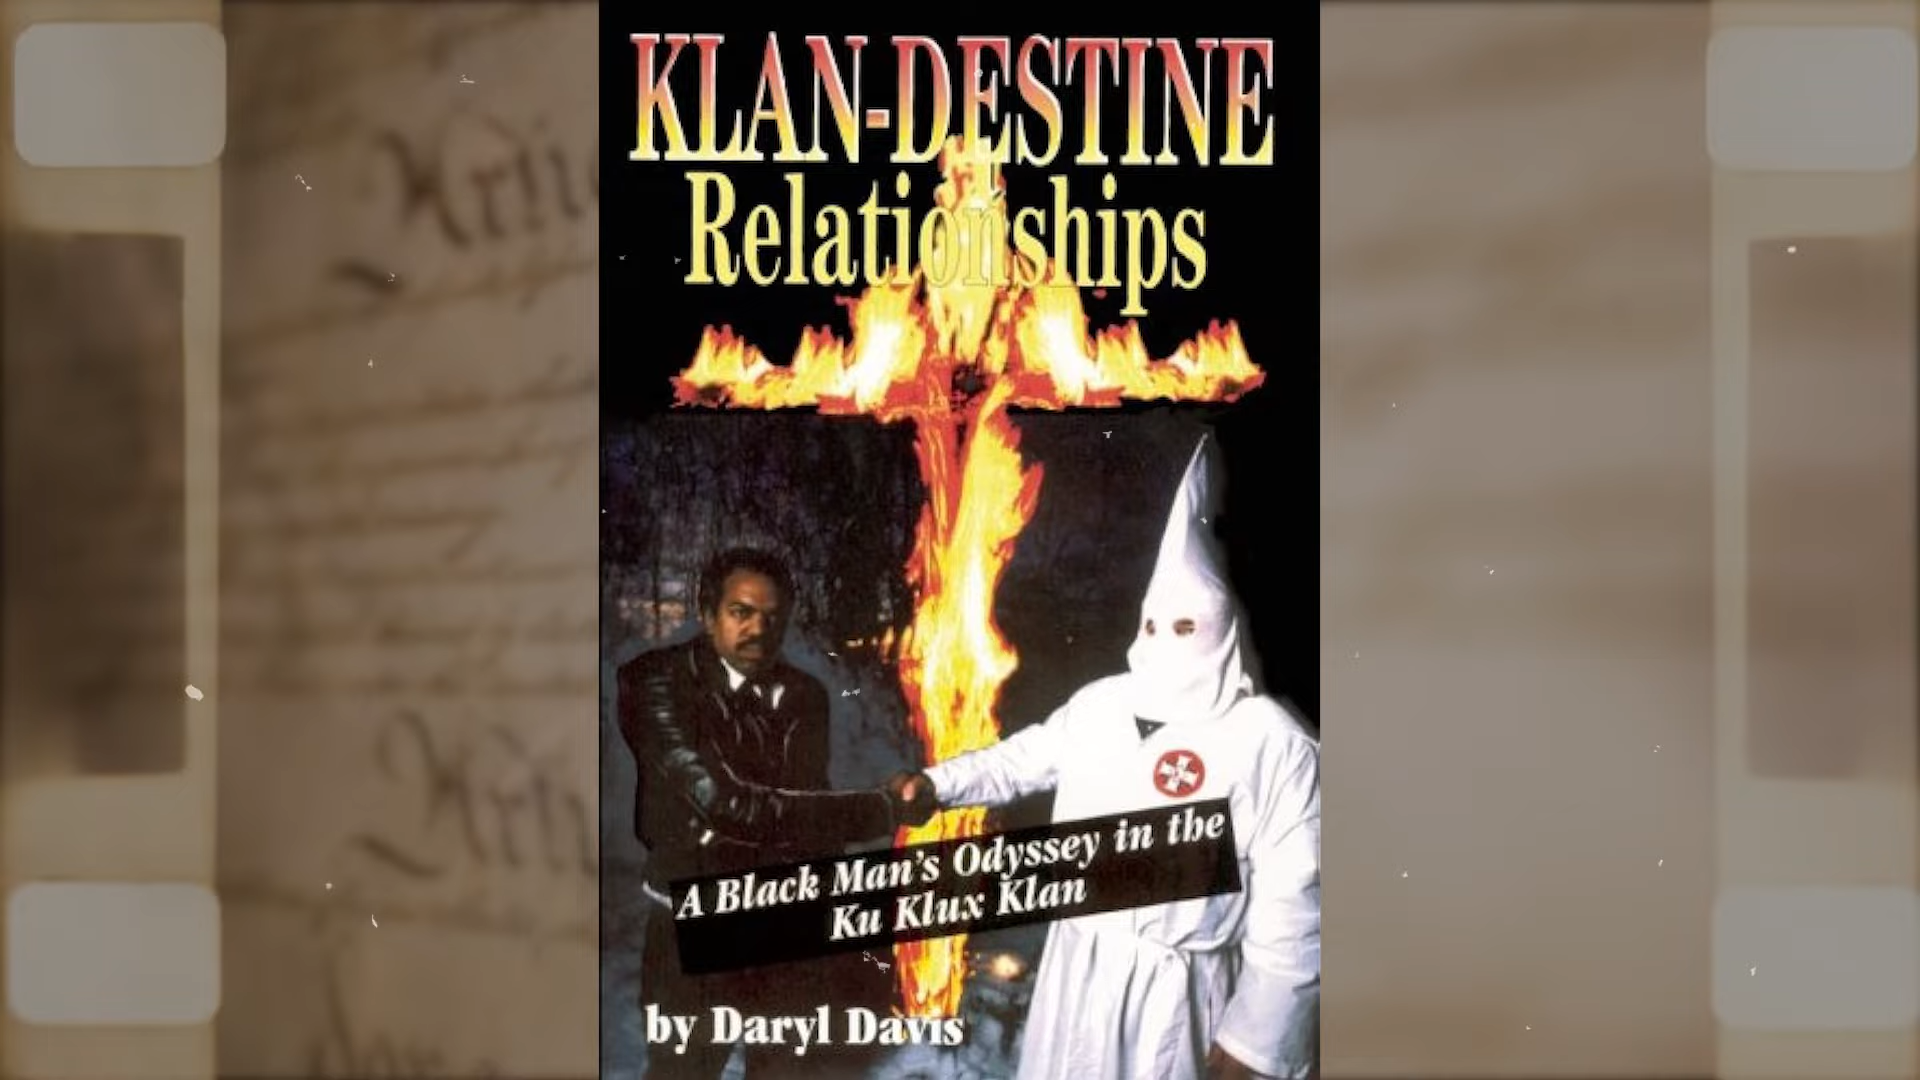 KLAN-DESTINE
Relationships
A Black Man's Odyssey in the
Ku Klux Klan
by Daryl Davis